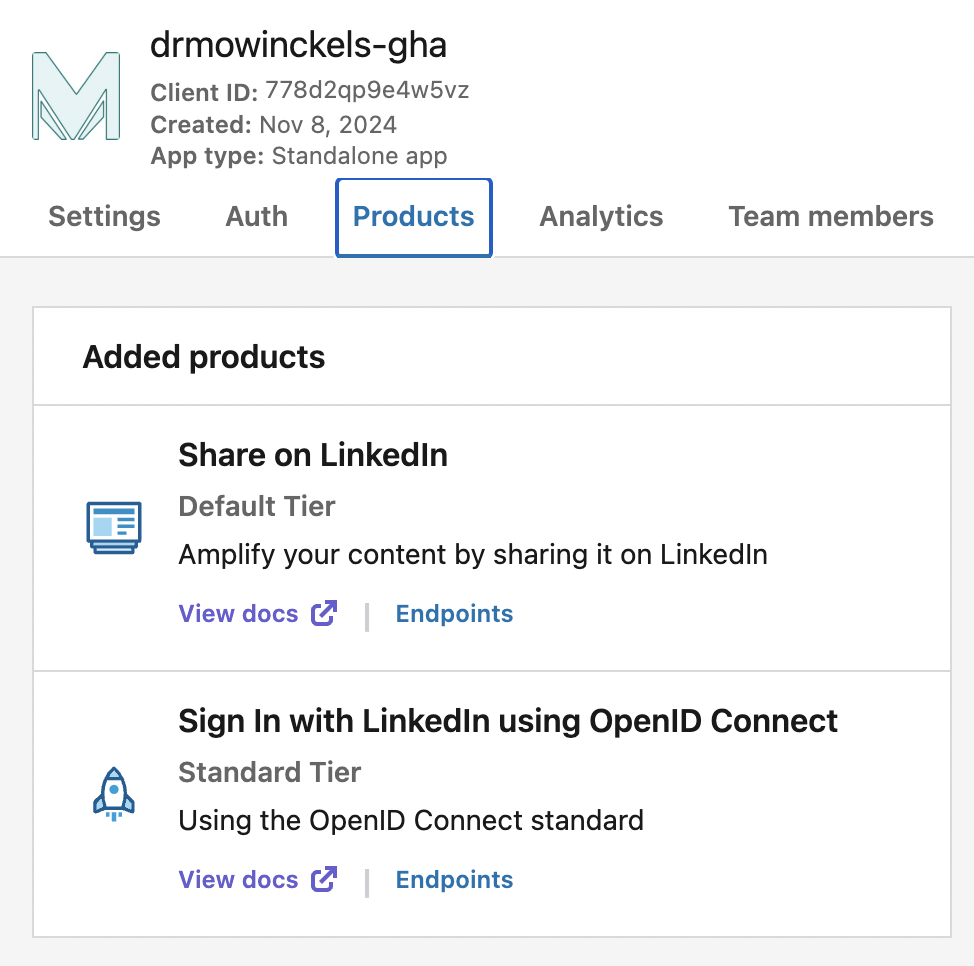 drmowinckels-gha
Client ID: 778d2qp9e4w5vz
Created: Nov 8, 2024
App type: Standalone app
Settings Auth Products Analytics Team members
Added products
Share on LinkedIn
Default Tier
Amplify your content by sharing it on LinkedIn
View docs | Endpoints
Sign In with LinkedIn using OpenID Connect
Standard Tier
Using the OpenID Connect standard
View docs | Endpoints